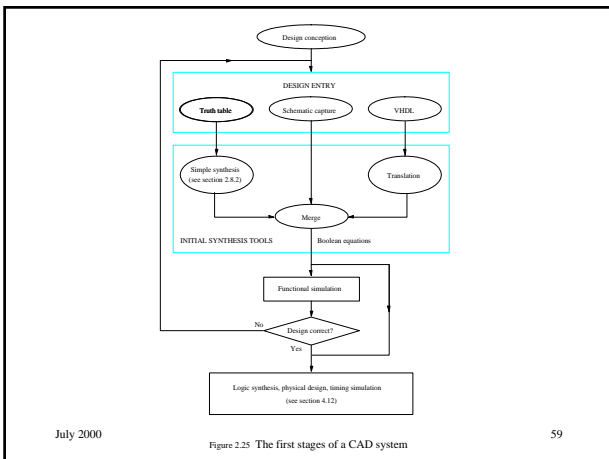 Design conception
DESIGN ENTRY
Truth table
Schematic capture
VHDL
Simple synthesis
(see section 2.8.2)
Translation
Merge
INITIAL SYNTHESIS TOOLS
Boolean equations
Functional simulation
No
Design correct?
Yes
Logic synthesis, physical design, timing simulation
(see section 4.12)
July 2000
Figure 2.25 The first stages of a CAD system
59